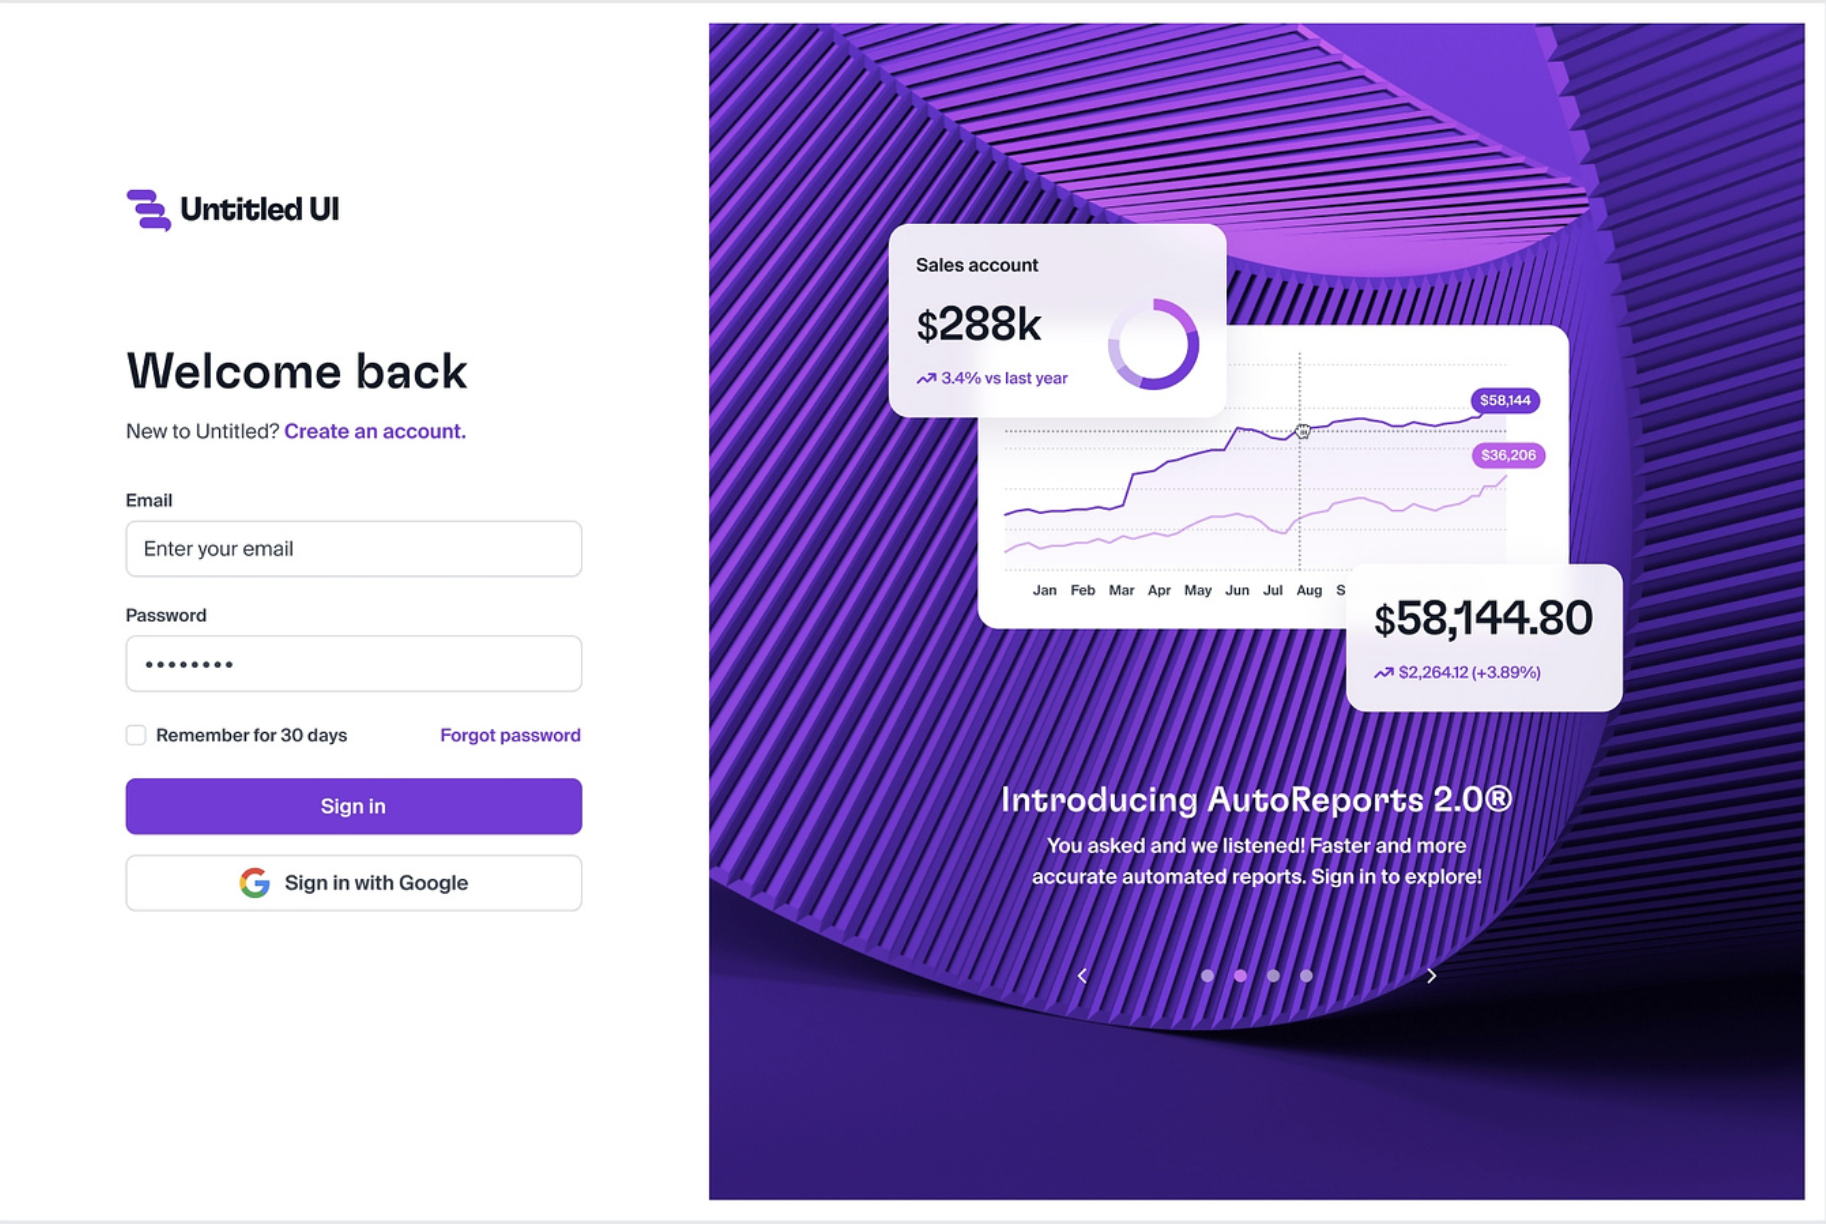 Untitled UI
Welcome back
New to Untitled? Create an account.
Email
Enter your email
Password
Remember for 30 days
Forgot password
Sign in
Sign in with Google
Sales account
$288k
3.4% vs last year
$58,144
$36,206
Jan Feb Mar Apr May Jun Jul Aug S
$58,144.80
$2,264.12 (+3.89%)
Introducing AutoReports 2.0®
You asked and we listened! Faster and more
accurate automated reports. Sign in to explore!